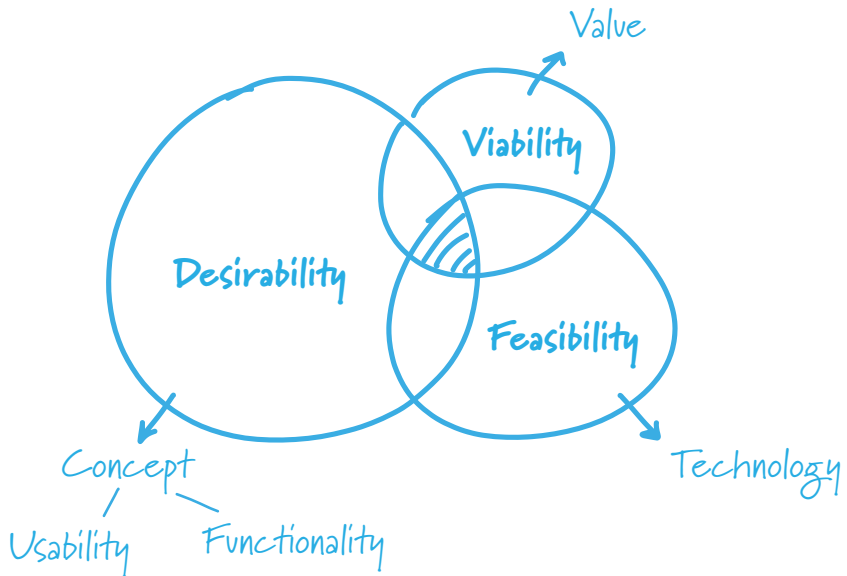 Value
Viability
Desirability
Feasibility
Concept
Technology
Usability
Functionality